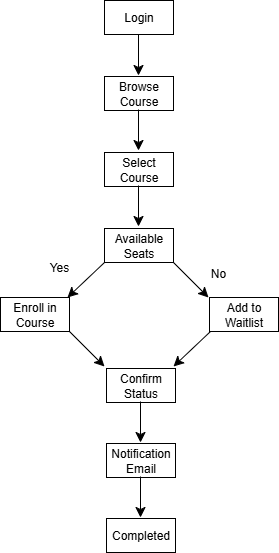 Login
Browse
Course
Select
Course
Available
Seats
Yes
No
Enroll in
Course
Add to
Waitlist
Confirm
Status
Notification
Email
Completed